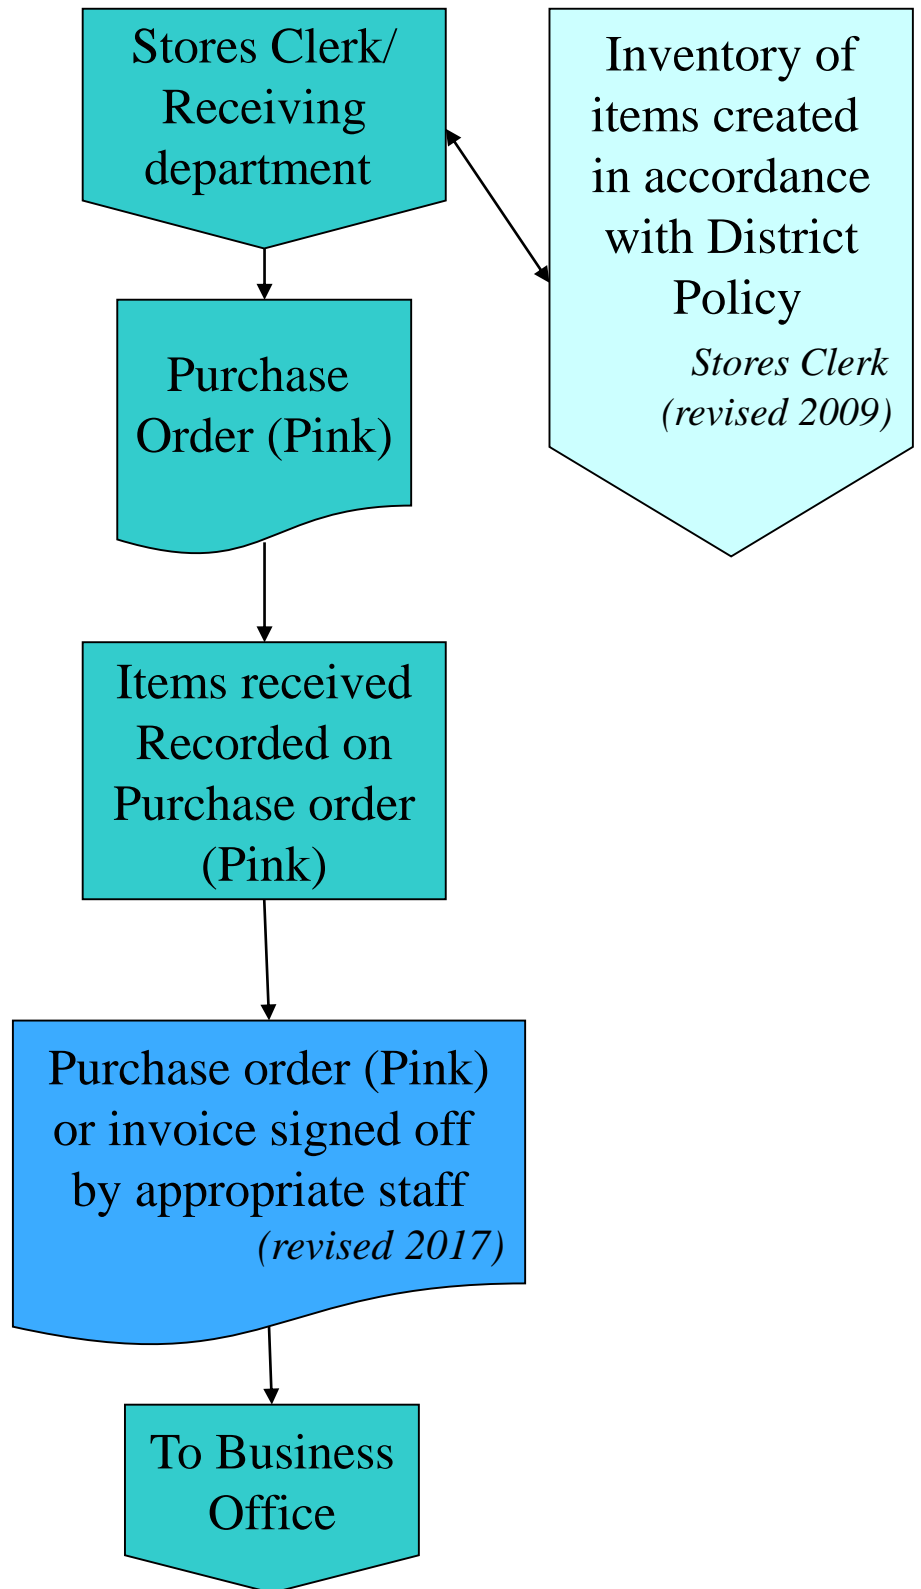 Stores Clerk/
Receiving
department
Inventory of
items created
in accordance
with District
Policy
Stores Clerk
(revised 2009)
Purchase
Order (Pink)
Items received
Recorded on
Purchase order
(Pink)
Purchase order (Pink)
or invoice signed off
by appropriate staff
(revised 2017)
To Business
Office